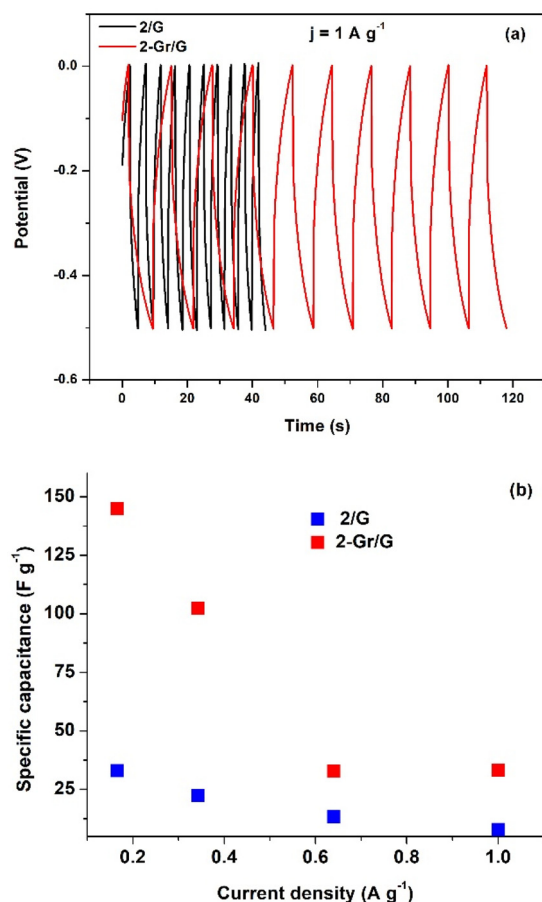 2/G
2-Gr/G
j = 1 A g⁻¹
(a)
0.0
-0.2
-0.4
-0.6
Potential (V)
0 20 40 60 80 100 120
Time (s)
(b)
2/G
2-Gr/G
150
125
100
75
50
25
Specific capacitance (F g⁻¹)
0.2 0.4 0.6 0.8 1.0
Current density (A g⁻¹)